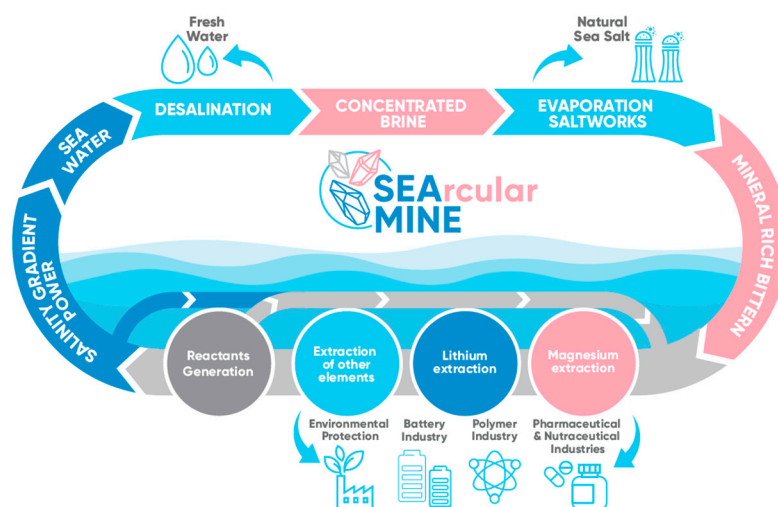 Fresh
Water
Natural
Sea Salt
DESALINATION
CONCENTRATED
BRINE
EVAPORATION
SALTWORKS
SEA
WATER
MINERAL RICH BITTERN
SEArcular
MINE
SALINITY GRADIENT
POWER
Reactants
Generation
Extraction
of other
elements
Lithium
extraction
Magnesium
extraction
Environmental
Protection
Battery
Industry
Polymer
Industry
Pharmaceutical
& Nutraceutical
Industries